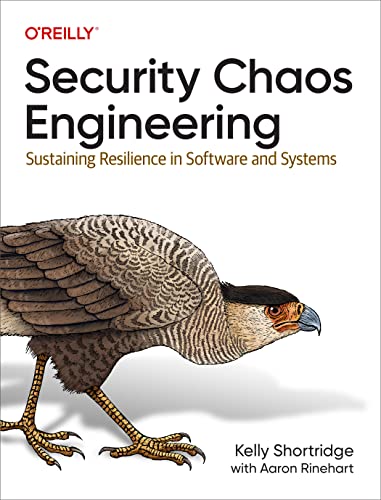 O'REILLY®
Security Chaos
Engineering
Sustaining Resilience in Software and Systems
Kelly Shortridge
with Aaron Rinehart